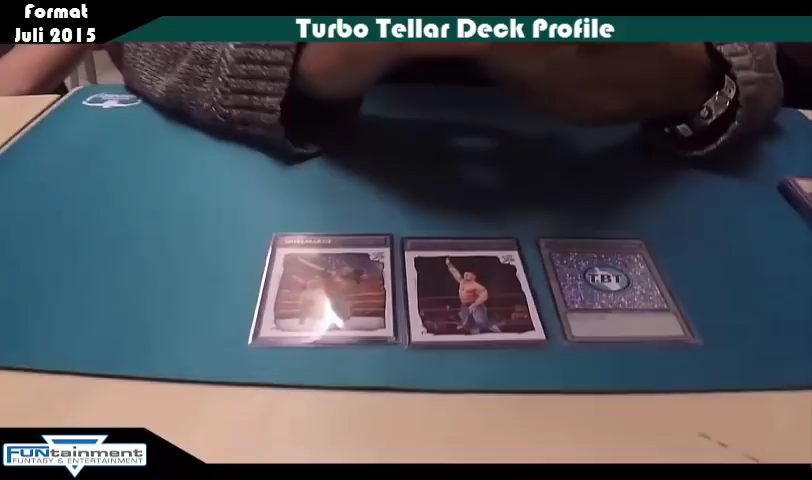 Format
Juli 2015
Turbo Tellar Deck Profile
TBT
FUNtainment
FUNTASY & ENTERTAINMENT